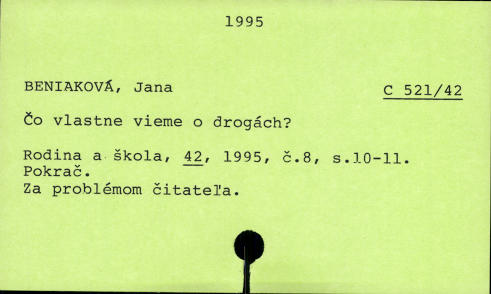 1995
BENIAKOVÁ, Jana C 521/42
Čo vlastne vieme o drogách?
Rodina a škola, 42, 1995, č.8, s.10-11.
Pokrač.
Za problémom čitateľa.